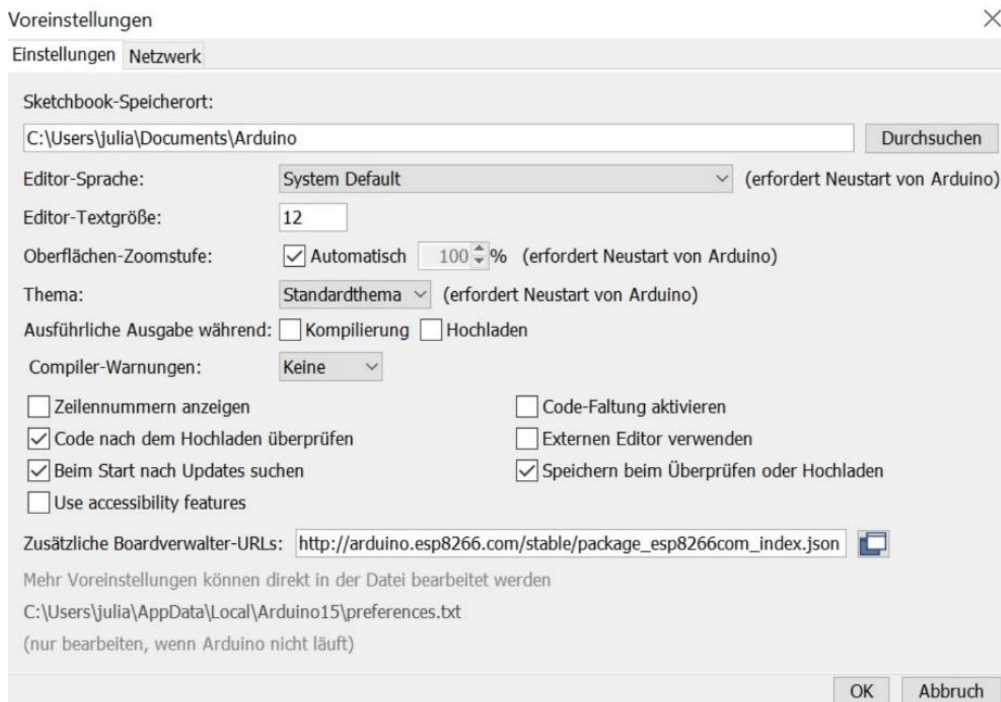 Voreinstellungen
Einstellungen Netzwerk
Sketchbook-Speicherort:
C:\Users\julia\Documents\Arduino Durchsuchen
Editor-Sprache: System Default (erfordert Neustart von Arduino)
Editor-Textgröße: 12
Oberflächen-Zoomstufe: Automatisch 100 % (erfordert Neustart von Arduino)
Thema: Standardthema (erfordert Neustart von Arduino)
Ausführliche Ausgabe während: Kompilierung Hochladen
Compiler-Warnungen: Keine
Zeilennummern anzeigen Code-Faltung aktivieren
Code nach dem Hochladen überprüfen Externen Editor verwenden
Beim Start nach Updates suchen Speichern beim Überprüfen oder Hochladen
Use accessibility features
Zusätzliche Boardverwalter-URLs: http://arduino.esp8266.com/stable/package_esp8266com_index.json
Mehr Voreinstellungen können direkt in der Datei bearbeitet werden
C:\Users\julia\AppData\Local\Arduino15\preferences.txt
(nur bearbeiten, wenn Arduino nicht läuft)
OK Abbruch